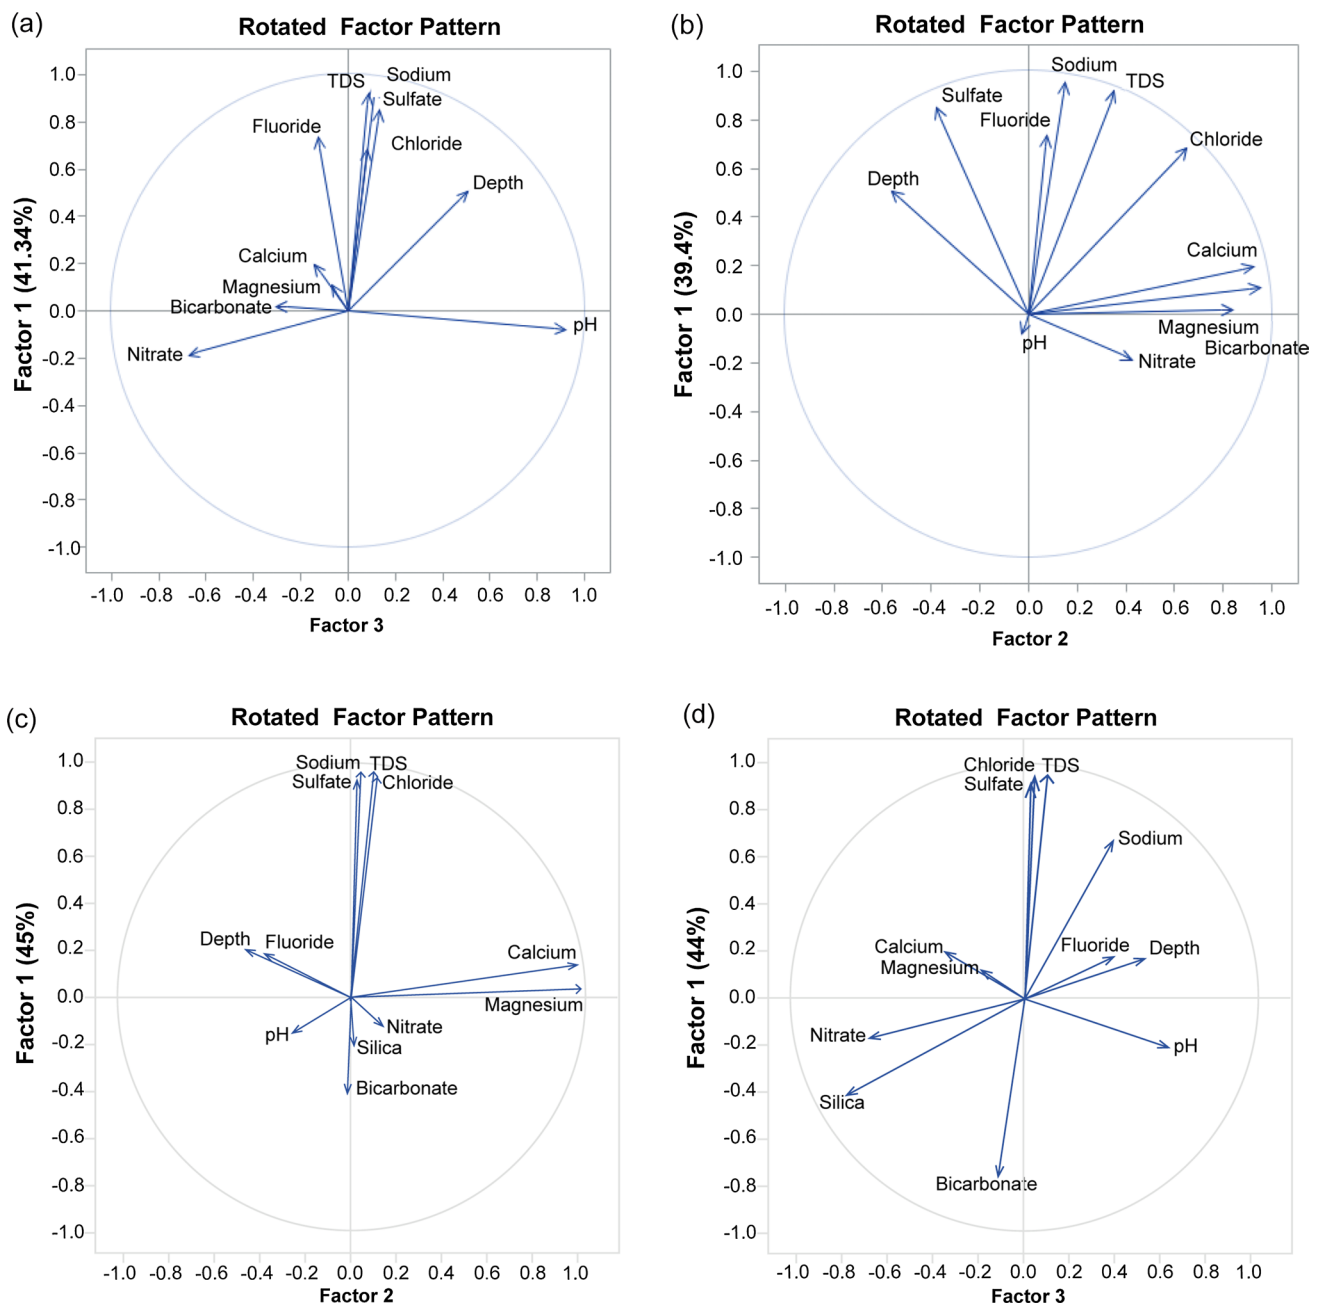 (a)
Rotated Factor Pattern
1.0
0.8
0.6
0.4
0.2
0.0
-0.2
-0.4
-0.6
-0.8
-1.0
Factor 1 (41.34%)
TDS
Sodium
Sulfate
Fluoride
Chloride
Depth
Calcium
Magnesium
Bicarbonate
pH
Nitrate
-1.0 -0.8 -0.6 -0.4 -0.2 0.0 0.2 0.4 0.6 0.8 1.0
Factor 3
(b)
Rotated Factor Pattern
1.0
0.8
0.6
0.4
0.2
0.0
-0.2
-0.4
-0.6
-0.8
-1.0
Factor 1 (39.4%)
Sodium
TDS
Sulfate
Fluoride
Chloride
Depth
Calcium
Magnesium
pH
Bicarbonate
Nitrate
-1.0 -0.8 -0.6 -0.4 -0.2 0.0 0.2 0.4 0.6 0.8 1.0
Factor 2
(c)
Rotated Factor Pattern
1.0
0.8
0.6
0.4
0.2
0.0
-0.2
-0.4
-0.6
-0.8
-1.0
Factor 1 (45%)
Sodium TDS
Sulfate Chloride
Depth
Fluoride
Calcium
Magnesium
pH
Nitrate
Silica
Bicarbonate
-1.0 -0.8 -0.6 -0.4 -0.2 0.0 0.2 0.4 0.6 0.8 1.0
Factor 2
(d)
Rotated Factor Pattern
1.0
0.8
0.6
0.4
0.2
0.0
-0.2
-0.4
-0.6
-0.8
-1.0
Factor 1 (44%)
Chloride TDS
Sulfate
Sodium
Calcium
Fluoride
Depth
Magnesium
Nitrate
pH
Silica
Bicarbonate
-1.0 -0.8 -0.6 -0.4 -0.2 0.0 0.2 0.4 0.6 0.8 1.0
Factor 3